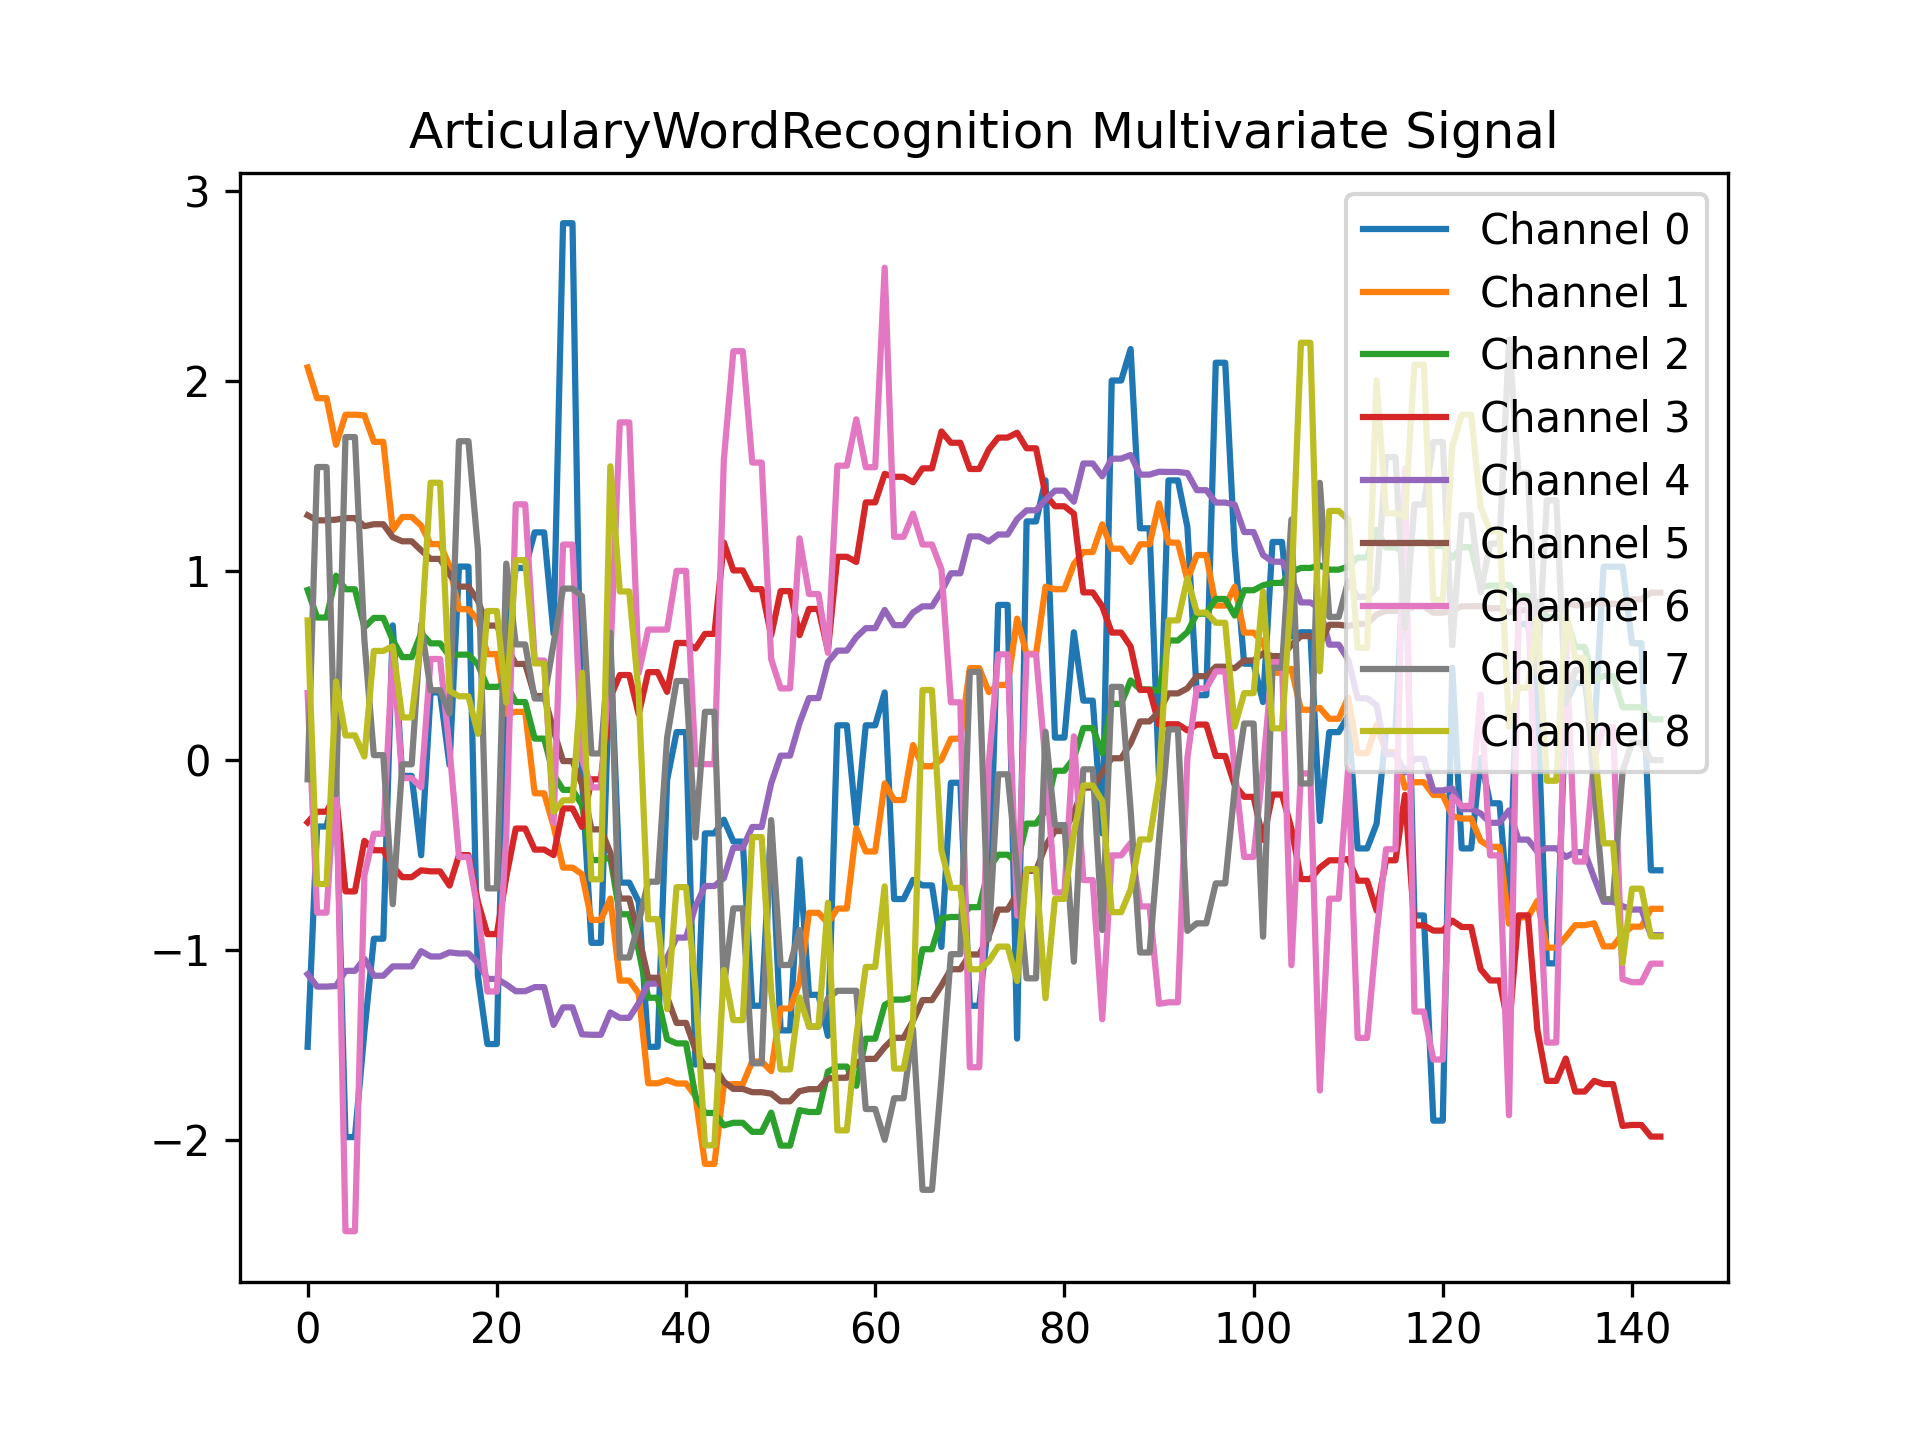 ArticularyWordRecognition Multivariate Signal
3
2
1
0
−1
−2
0 20 40 60 80 100 120 140
Channel 0
Channel 1
Channel 2
Channel 3
Channel 4
Channel 5
Channel 6
Channel 7
Channel 8